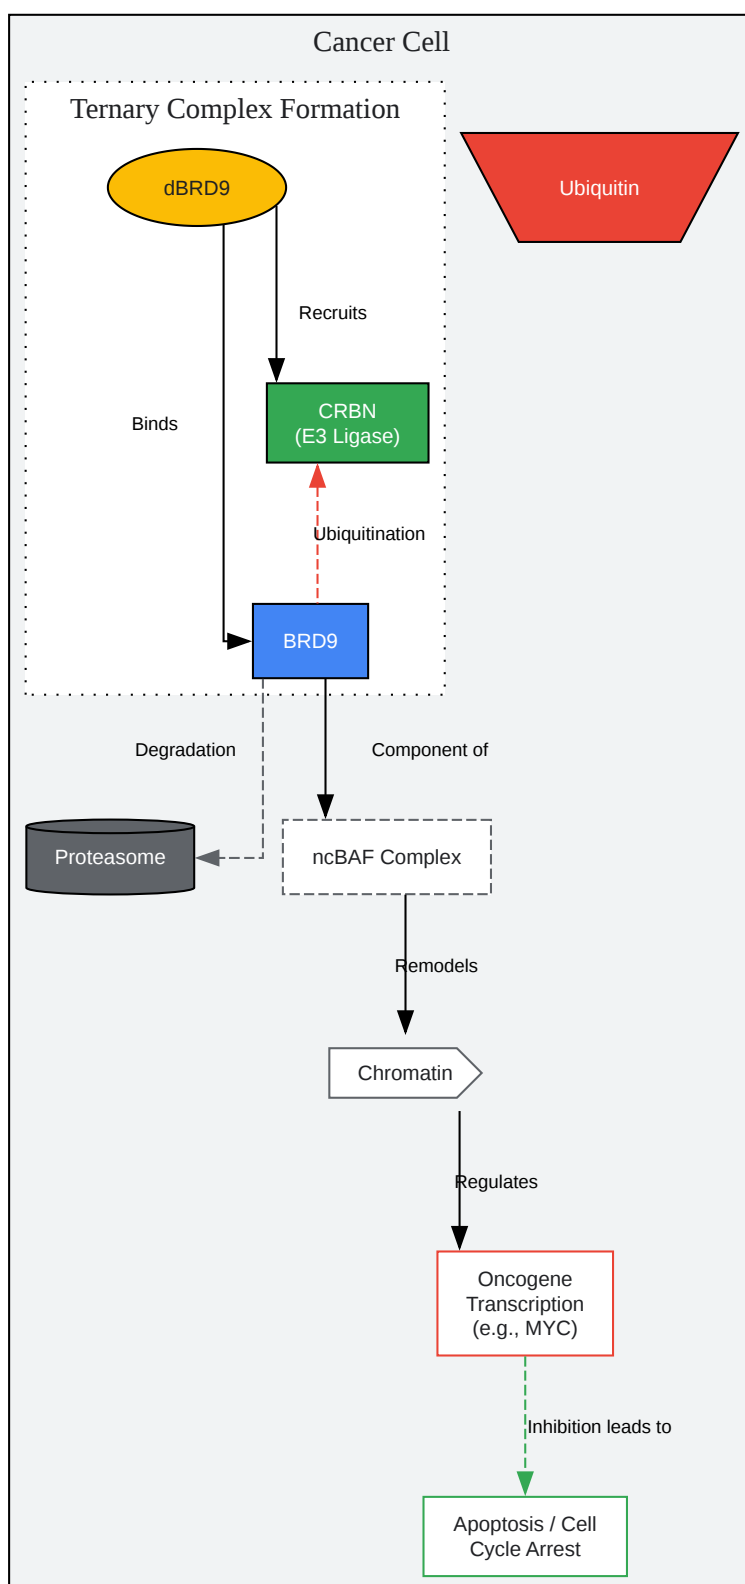 Cancer Cell
Ternary Complex Formation
dBRD9
Ubiquitin
Recruits
CRBN
(E3 Ligase)
Binds
Ubiquitination
BRD9
Degradation
Component of
Proteasome
ncBAF Complex
Remodels
Chromatin
Regulates
Oncogene
Transcription
(e.g., MYC)
Inhibition leads to
Apoptosis / Cell
Cycle Arrest